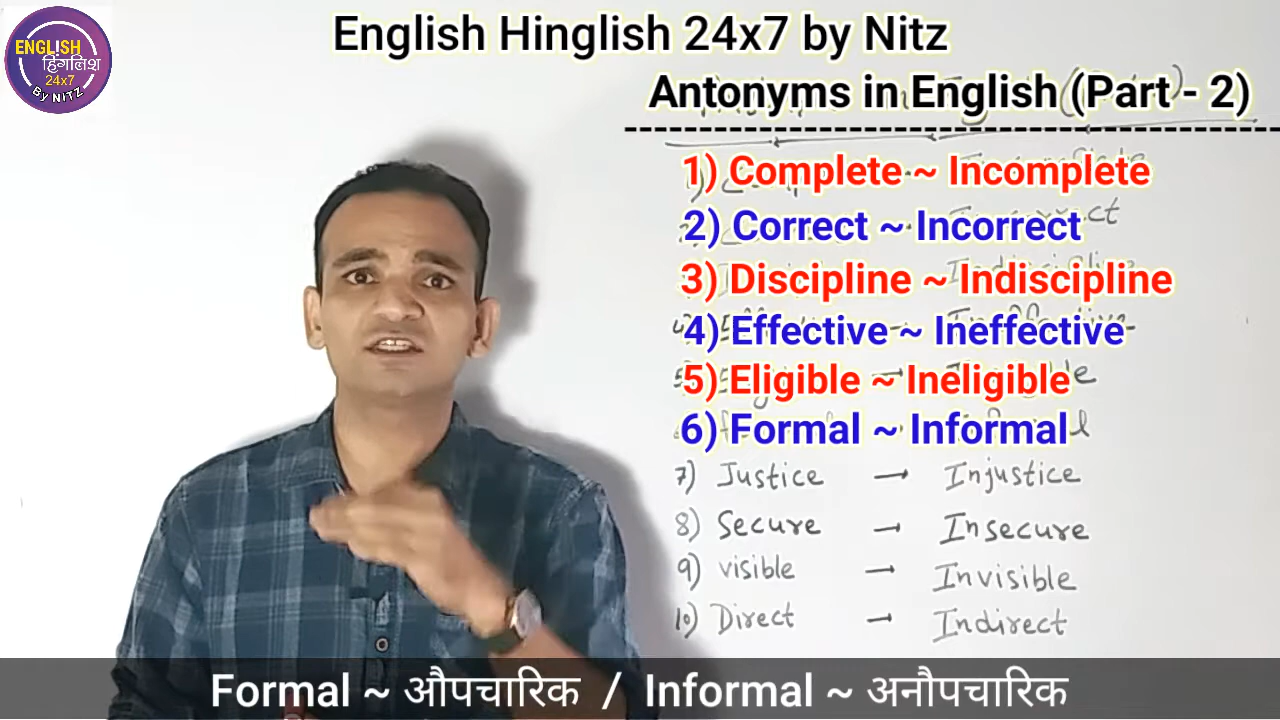 ENGLISH
हिंगलिश
24x7
By NITZ
English Hinglish 24x7 by Nitz
Antonyms in English (Part - 2)
1) Complete ~ Incomplete
2) Correct ~ Incorrect
3) Discipline ~ Indiscipline
4) Effective ~ Ineffective
5) Eligible ~ Ineligible
6) Formal ~ Informal
7) Justice → Injustice
8) Secure → Insecure
9) visible → Invisible
10) Direct → Indirect
Formal ~ औपचारिक / Informal ~ अनौपचारिक